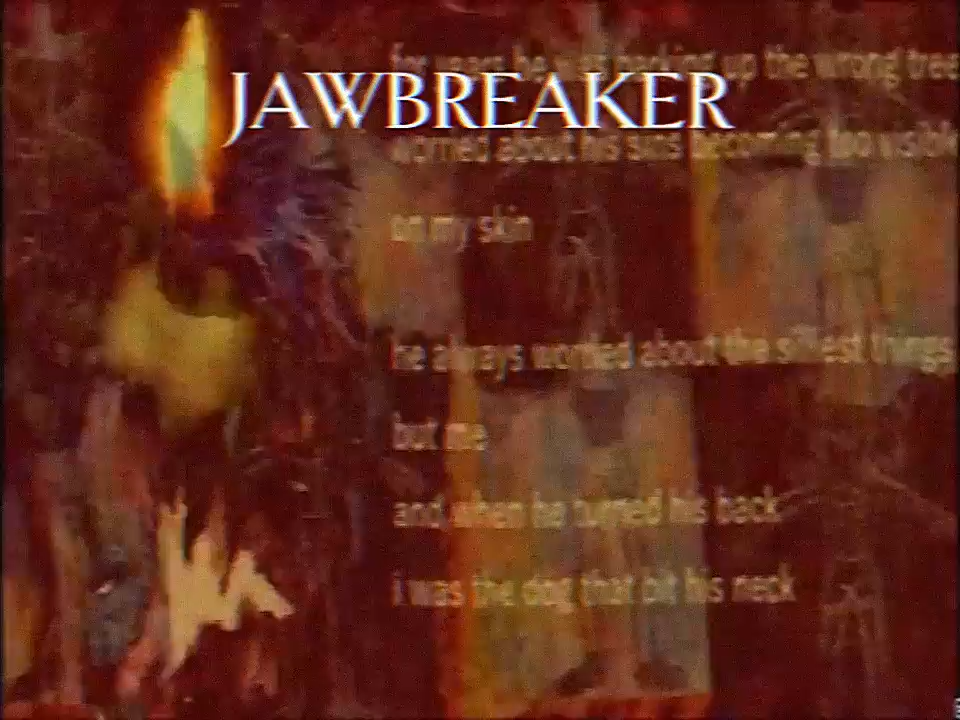 JAWBREAKER
for years he was barking up the wrong tree
worried about his sins becoming too visible
on my skin
he always worried about the silliest things
but me
and when he turned his back
i was the dog that bit his neck